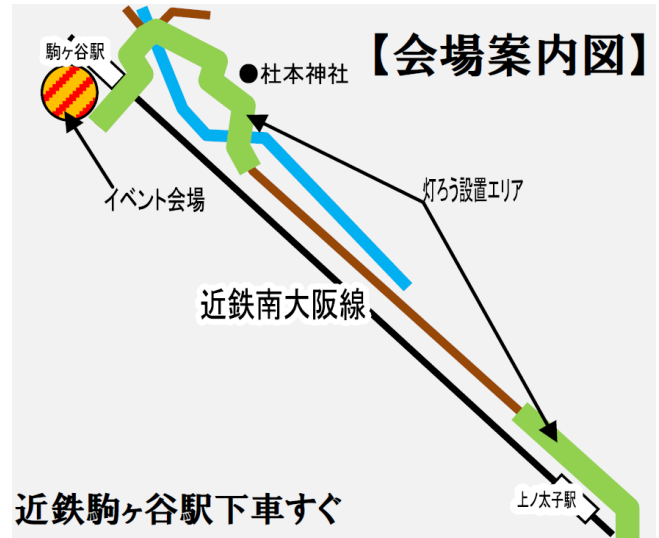 【会場案内図】
駒ヶ谷駅
杜本神社
イベント会場
灯ろう設置エリア
近鉄南大阪線
上ノ太子駅
近鉄駒ヶ谷駅下車すぐ